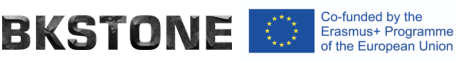 BKSTONE
Co-funded by the
Erasmus+ Programme
of the European Union